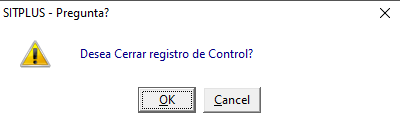 SITPLUS - Pregunta?
Desea Cerrar registro de Control?
OK
Cancel